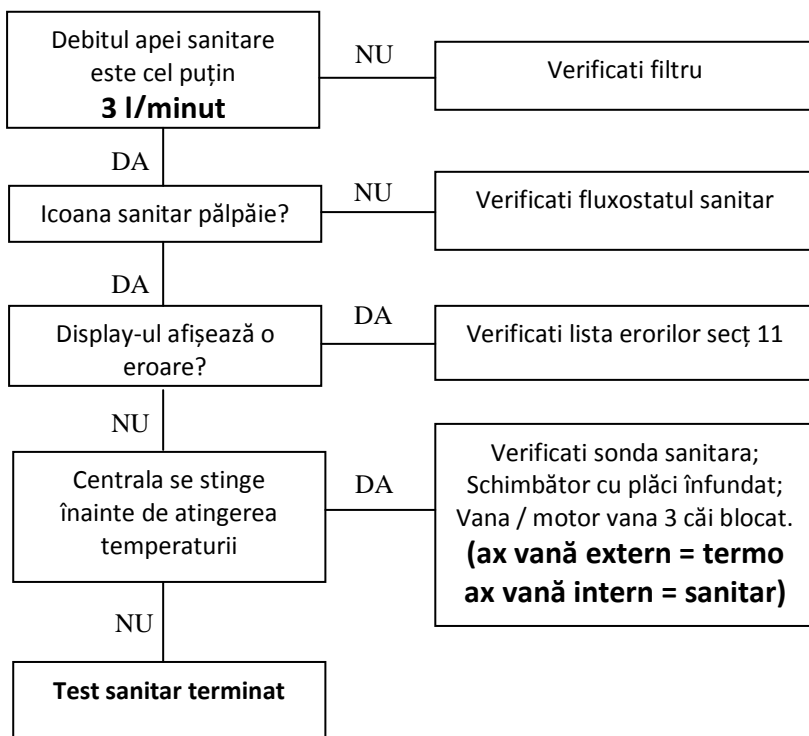 Debitul apei sanitare
este cel puțin
3 l/minut
NU
Verificati filtru
DA
Icoana sanitar pălpăie?
NU
Verificati fluxostatul sanitar
DA
Display-ul afișează o
eroare?
DA
Verificati lista erorilor secț 11
NU
Centrala se stinge
înainte de atingerea
temperaturii
DA
Verificati sonda sanitara;
Schimbător cu plăci înfundat;
Vana / motor vana 3 căi blocat.
(ax vană extern = termo
ax vană intern = sanitar)
NU
Test sanitar terminat